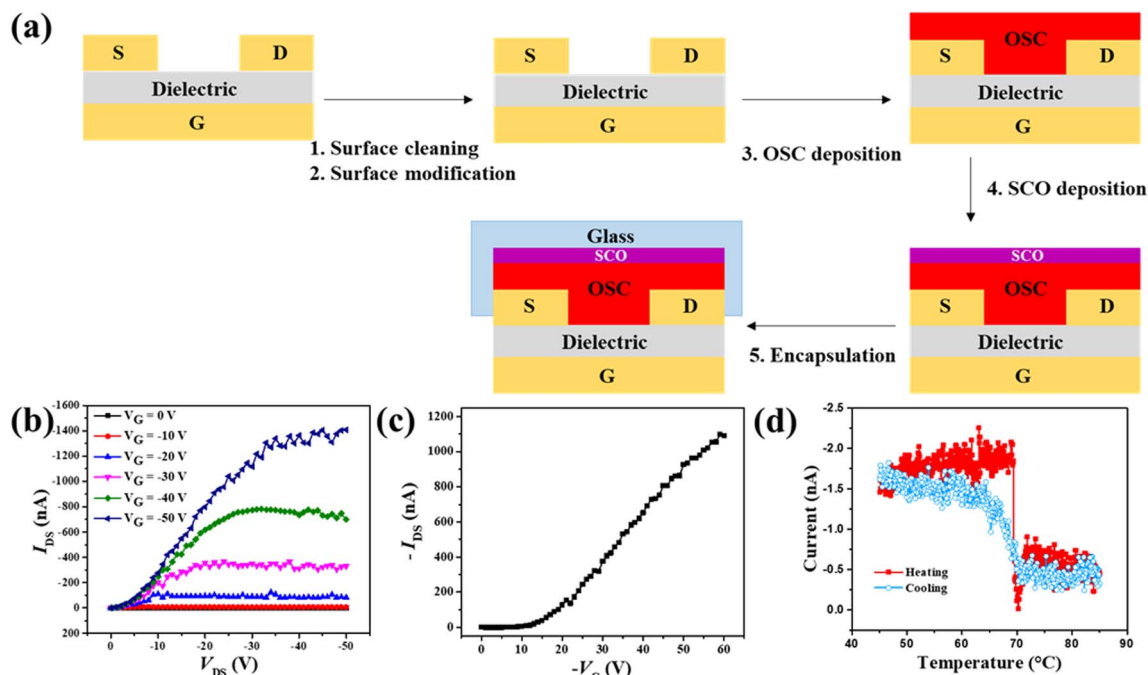 (a)
S
D
Dielectric
G
1. Surface cleaning
2. Surface modification
S
D
Dielectric
G
3. OSC deposition
OSC
S
D
Dielectric
G
4. SCO deposition
SCO
OSC
S
D
Dielectric
G
5. Encapsulation
Glass
SCO
OSC
S
D
Dielectric
G
(b)
-1600
-1400
-1200
-1000
-800
-600
-400
-200
0
200
I_DS (nA)
V_G = 0 V
V_G = -10 V
V_G = -20 V
V_G = -30 V
V_G = -40 V
V_G = -50 V
0
-10
-20
-30
-40
-50
V_DS (V)
(c)
1200
1000
800
600
400
200
0
- I_DS (nA)
0
10
20
30
40
50
60
-V_G (V)
(d)
-2.5
-2.0
-1.5
-1.0
-0.5
0.0
Current (nA)
Heating
Cooling
40
50
60
70
80
90
Temperature (°C)